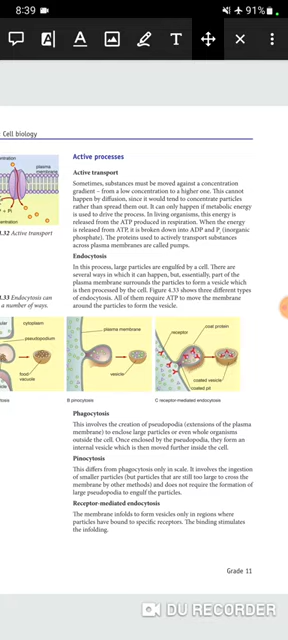 8:39
91%
T
Cell biology
Active processes
Active transport
Sometimes, substances must be moved against a concentration
gradient – from a low concentration to a higher one. This cannot
happen by diffusion, since it would tend to concentrate particles
rather than spread them out. It can only happen if metabolic energy
is used to drive the process. In living organisms, this energy is
released from the ATP produced in respiration. When the energy
is released from ATP, it is broken down into ADP and Pi (inorganic
phosphate). The proteins used to actively transport substances
across plasma membranes are called pumps.
plasma
membrane
.32 Active transport
Endocytosis
In this process, large particles are engulfed by a cell. There are
several ways in which it can happen, but, essentially, part of the
plasma membrane surrounds the particles to form a vesicle which
is then processed by the cell. Figure 4.33 shows three different types
of endocytosis. All of them require ATP to move the membrane
around the particles to form the vesicle.
.33 Endocytosis can
a number of ways.
cytoplasm
pseudopodium
food
vacuole
plasma membrane
vesicle
B pinocytosis
receptor
coat protein
coated vesicle
coated pit
C receptor-mediated endocytosis
Phagocytosis
This involves the creation of pseudopodia (extensions of the plasma
membrane) to enclose large particles or even whole organisms
outside the cell. Once enclosed by the pseudopodia, they form an
internal vesicle which is then moved further inside the cell.
Pinocytosis
This differs from phagocytosis only in scale. It involves the ingestion
of smaller particles (but particles that are still too large to cross the
membrane by other methods) and does not require the formation of
large pseudopodia to engulf the particles.
Receptor-mediated endocytosis
The membrane infolds to form vesicles only in regions where
particles have bound to specific receptors. The binding stimulates
the infolding.
Grade 11
DU RECORDER